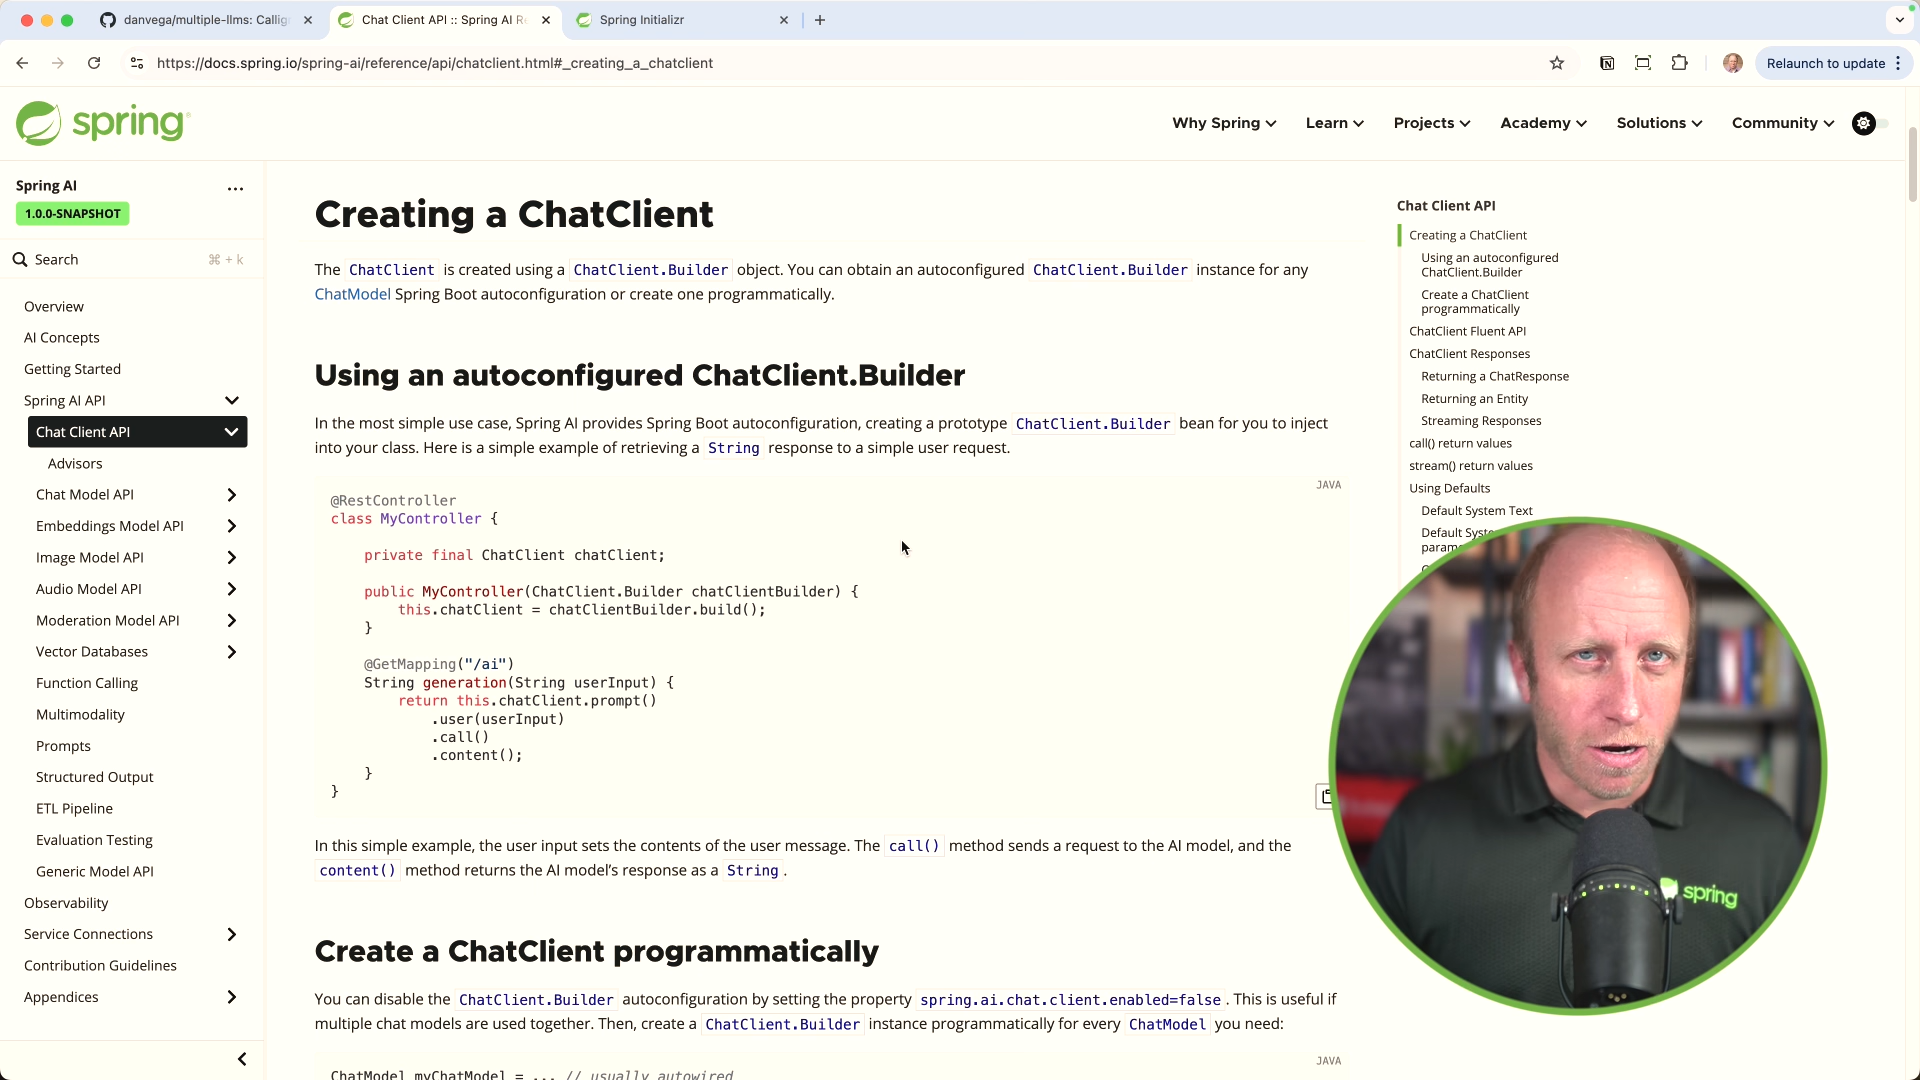 danvega/multiple-llms: Callig
Chat Client API :: Spring AI R
Spring Initializr
https://docs.spring.io/spring-ai/reference/api/chatclient.html#_creating_a_chatclient
Relaunch to update
spring
Why Spring
Learn
Projects
Academy
Solutions
Community
Spring AI
1.0.0-SNAPSHOT
Search
⌘ + k
Overview
AI Concepts
Getting Started
Spring AI API
Chat Client API
Advisors
Chat Model API
Embeddings Model API
Image Model API
Audio Model API
Moderation Model API
Vector Databases
Function Calling
Multimodality
Prompts
Structured Output
ETL Pipeline
Evaluation Testing
Generic Model API
Observability
Service Connections
Contribution Guidelines
Appendices
Creating a ChatClient
The ChatClient is created using a ChatClient.Builder object. You can obtain an autoconfigured ChatClient.Builder instance for any
ChatModel Spring Boot autoconfiguration or create one programmatically.
Using an autoconfigured ChatClient.Builder
In the most simple use case, Spring AI provides Spring Boot autoconfiguration, creating a prototype ChatClient.Builder bean for you to inject
into your class. Here is a simple example of retrieving a String response to a simple user request.
JAVA
@RestController
class MyController {
private final ChatClient chatClient;
public MyController(ChatClient.Builder chatClientBuilder) {
this.chatClient = chatClientBuilder.build();
}
@GetMapping("/ai")
String generation(String userInput) {
return this.chatClient.prompt()
.user(userInput)
.call()
.content();
}
}
In this simple example, the user input sets the contents of the user message. The call() method sends a request to the AI model, and the
content() method returns the AI model’s response as a String .
Create a ChatClient programmatically
You can disable the ChatClient.Builder autoconfiguration by setting the property spring.ai.chat.client.enabled=false . This is useful if
multiple chat models are used together. Then, create a ChatClient.Builder instance programmatically for every ChatModel you need:
JAVA
ChatModel myChatModel = ... // usually autowired
Chat Client API
Creating a ChatClient
Using an autoconfigured
ChatClient.Builder
Create a ChatClient
programmatically
ChatClient Fluent API
ChatClient Responses
Returning a ChatResponse
Returning an Entity
Streaming Responses
call() return values
stream() return values
Using Defaults
Default System Text
Default Syste
param
spring